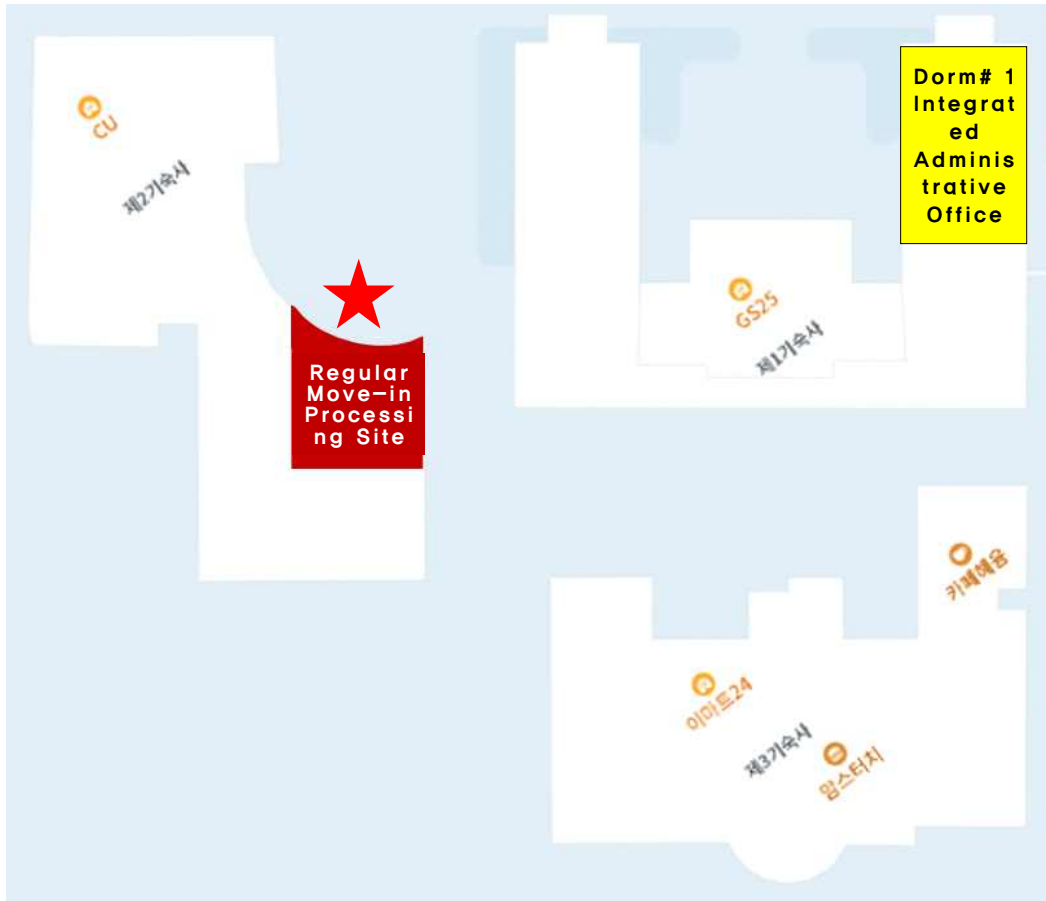 CU
제2기숙사
Regular
Move-in
Processi
ng Site
Dorm# 1
Integrat
ed
Adminis
trative
Office
GS25
제1기숙사
카페혜윰
이마트24
제3기숙사
맘스터치